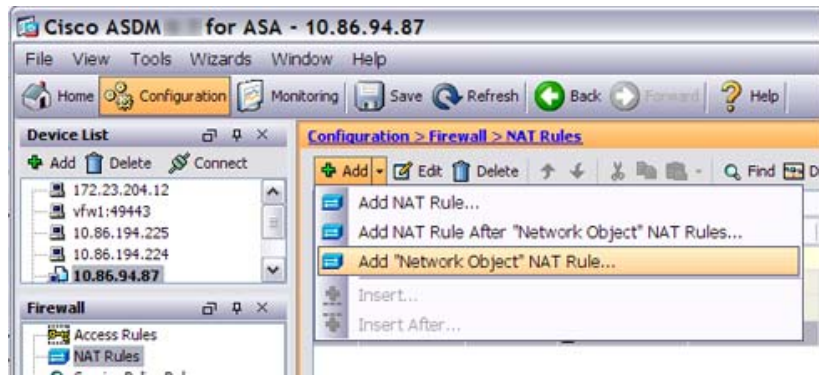 Cisco ASDM for ASA - 10.86.94.87
File View Tools Wizards Window Help
Home Configuration Monitoring Save Refresh Back Forward Help
Device List
Add Delete Connect
172.23.204.12
vfw1:49443
10.86.194.225
10.86.194.224
10.86.94.87
Firewall
Access Rules
NAT Rules
Configuration > Firewall > NAT Rules
Add Edit Delete Find D
Add NAT Rule...
Add NAT Rule After "Network Object" NAT Rules...
Add "Network Object" NAT Rule...
Insert...
Insert After...